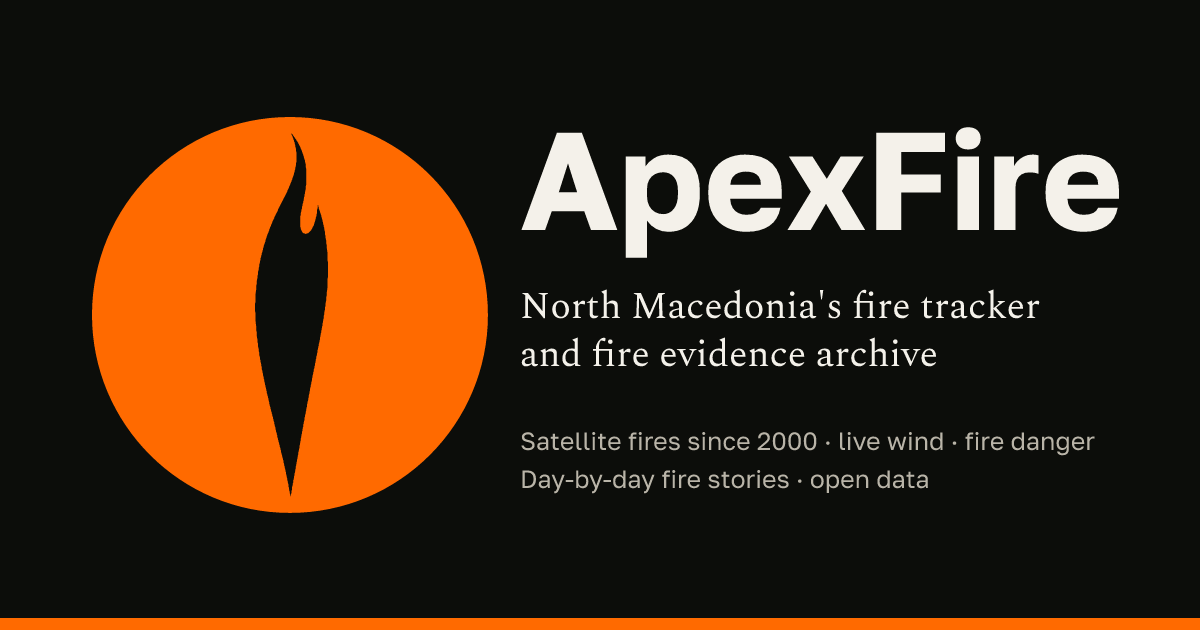 ApexFire
North Macedonia's fire tracker
and fire evidence archive
Satellite fires since 2000 · live wind · fire danger
Day-by-day fire stories · open data